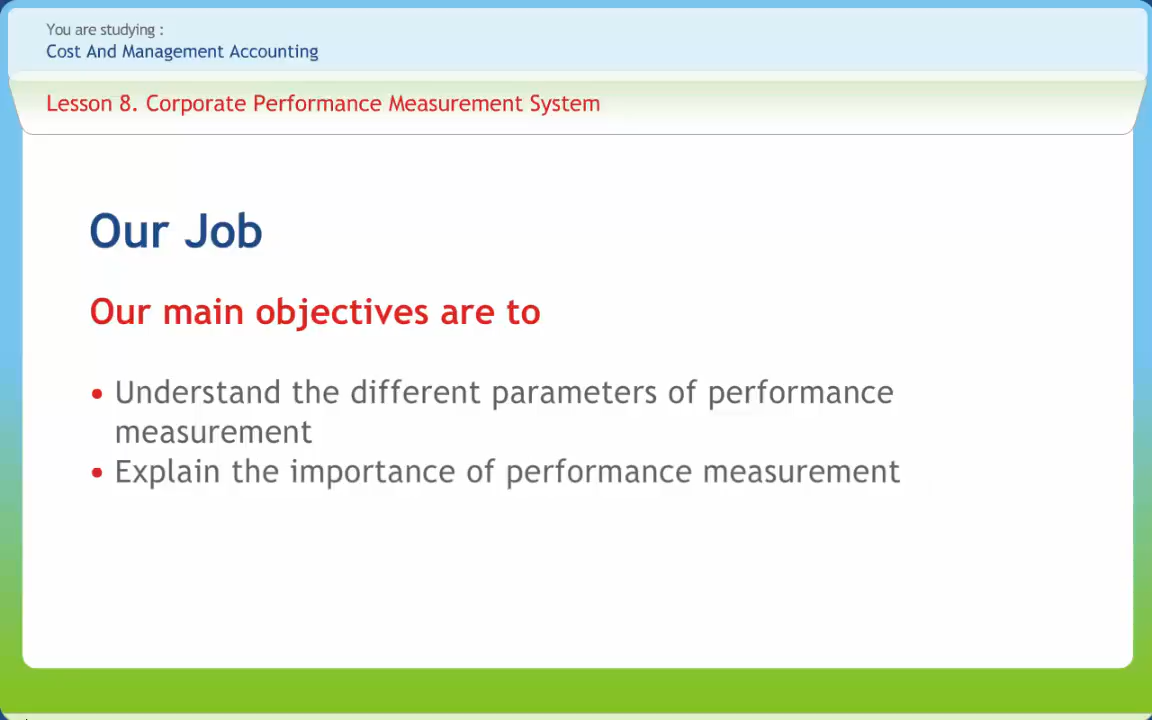 You are studying :
Cost And Management Accounting
Lesson 8. Corporate Performance Measurement System
Our Job
Our main objectives are to
• Understand the different parameters of performance
measurement
• Explain the importance of performance measurement